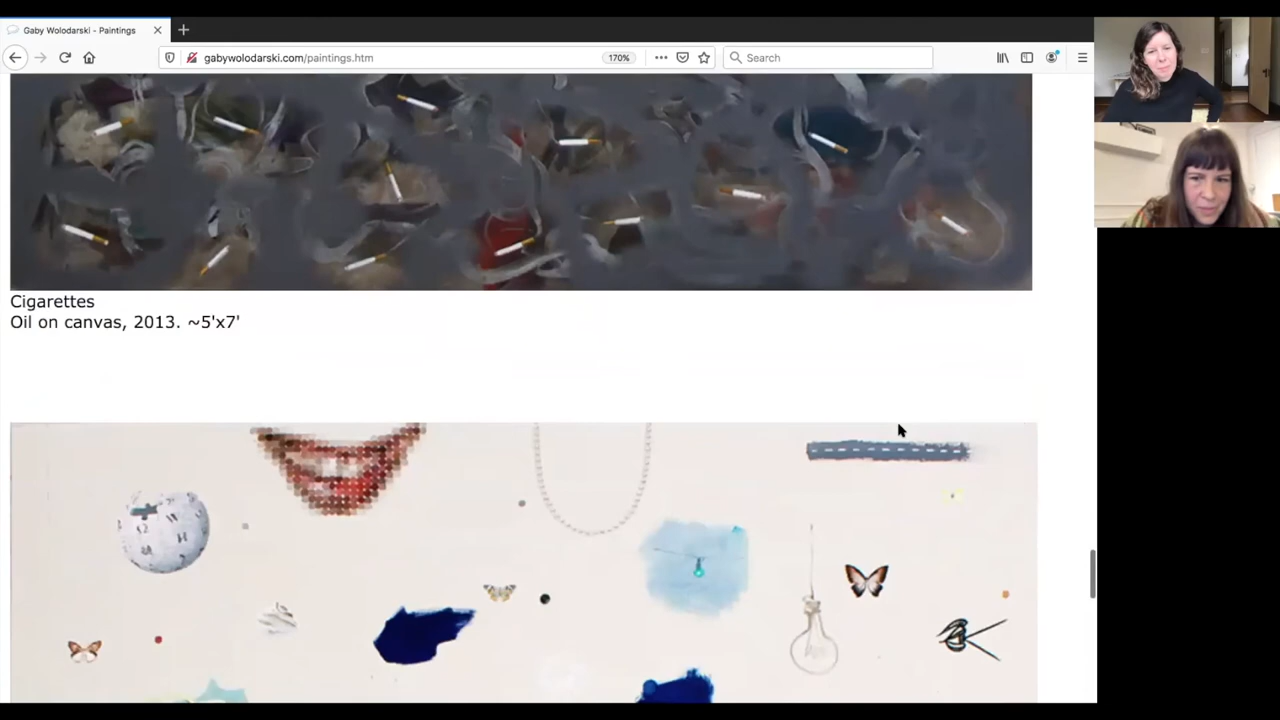 Gaby Wolodarski - Paintings
gabywolodarski.com/paintings.htm
170%
Search
Cigarettes
Oil on canvas, 2013. ~5'x7'